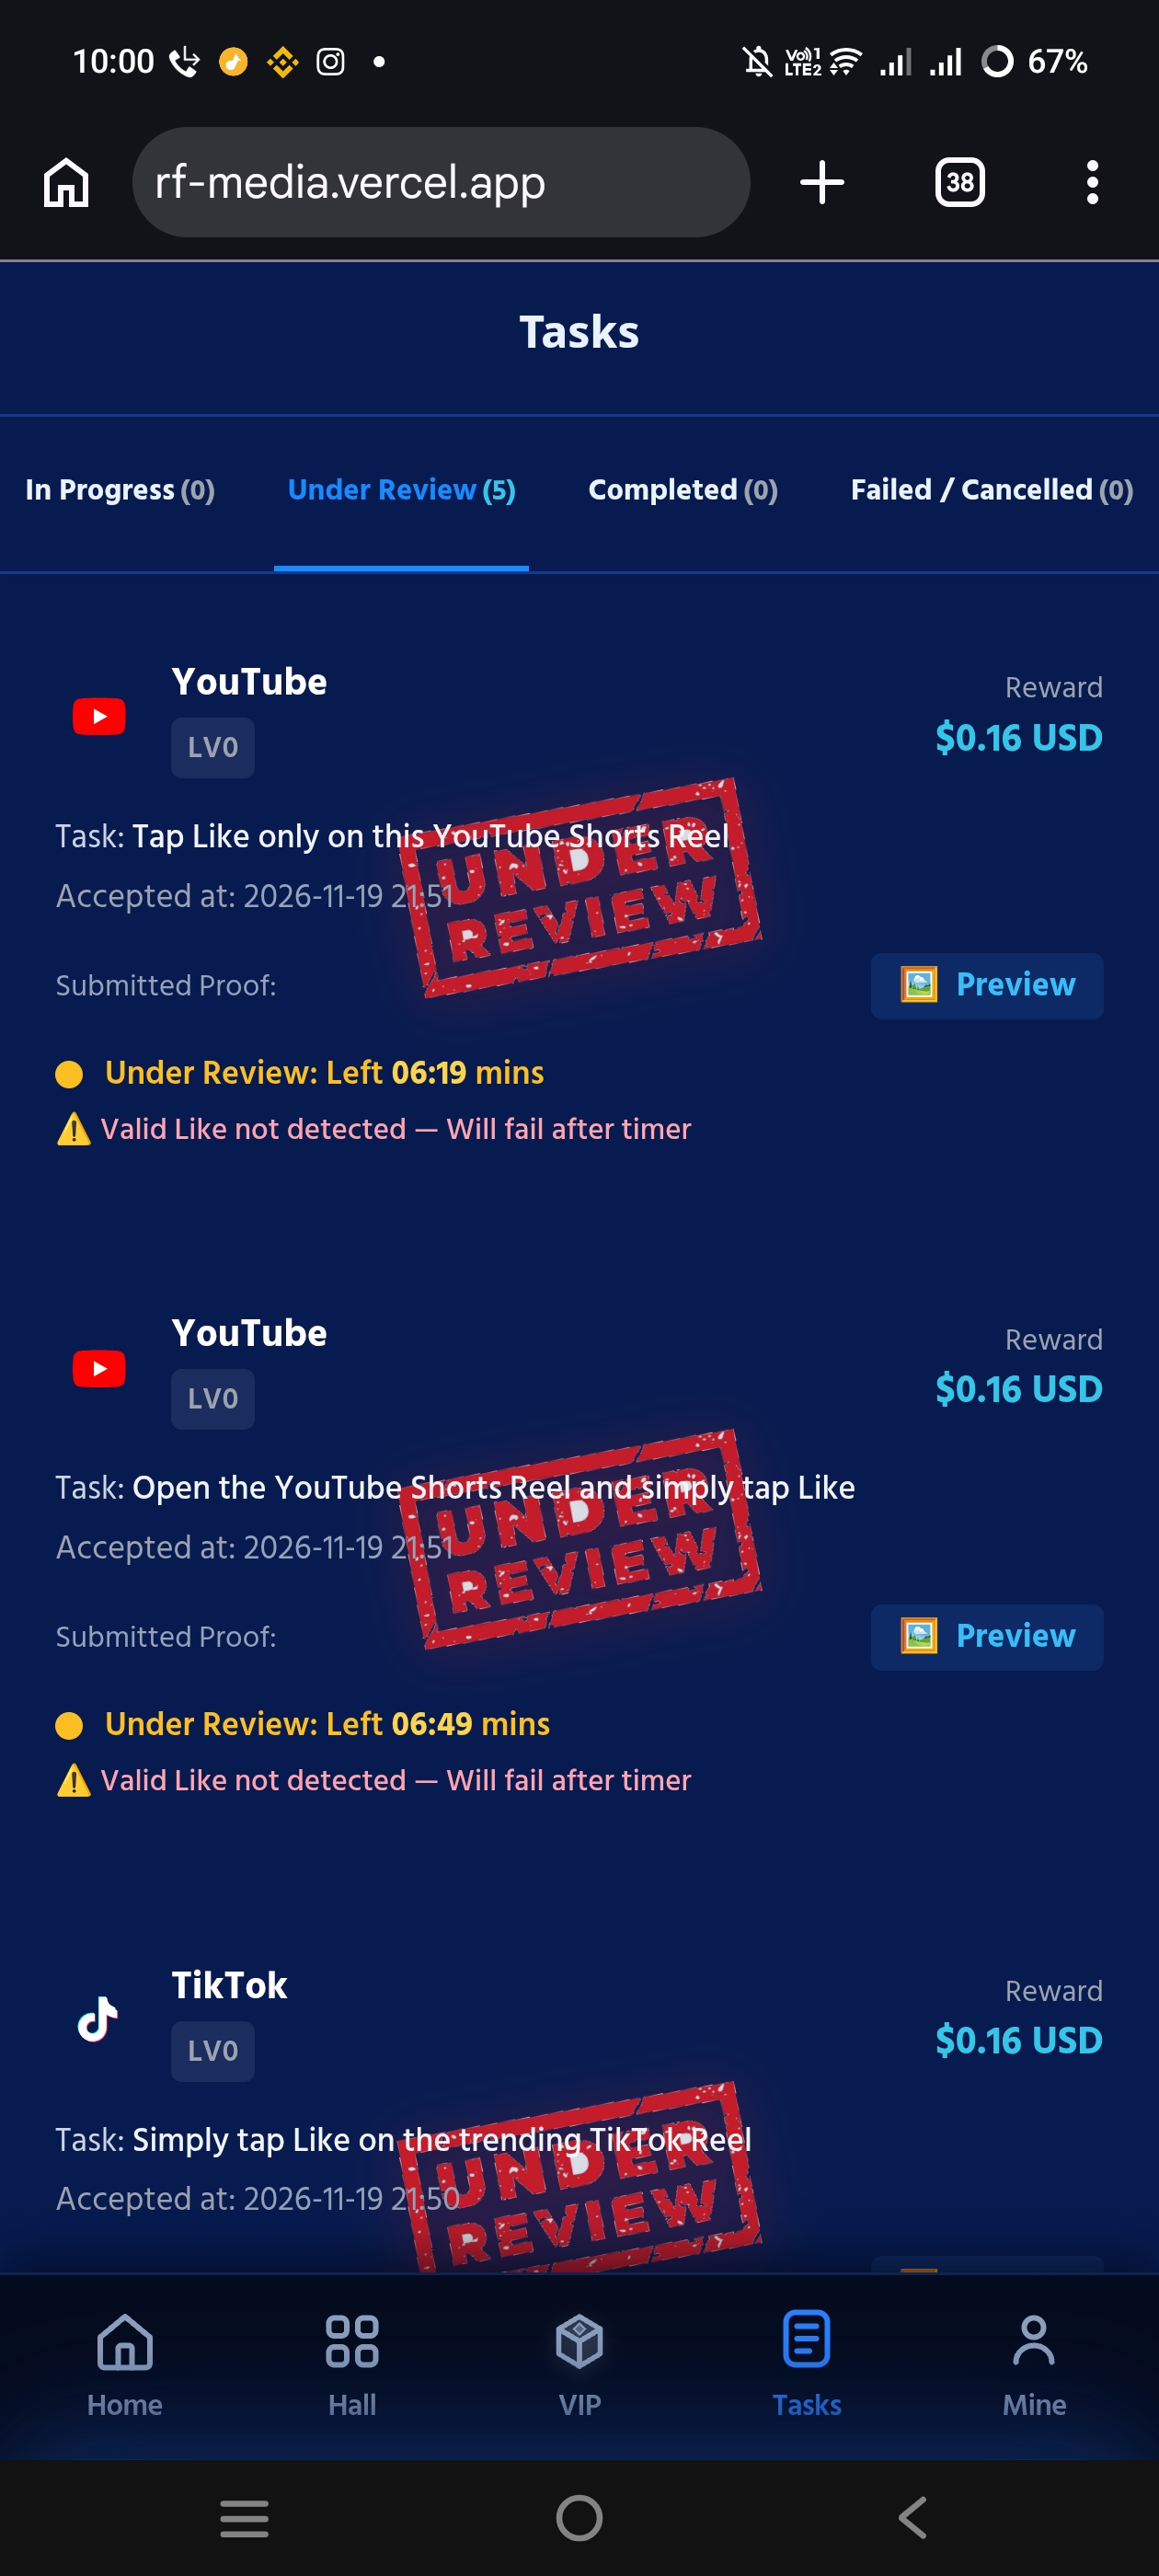 10:00
Vo) 1
LTE2
67%
rf-media.vercel.app
38
Tasks
In Progress (0)
Under Review (5)
Completed (0)
Failed / Cancelled (0)
YouTube
LV0
Reward
$0.16 USD
Task: Tap Like only on this YouTube Shorts Reel
Accepted at: 2026-11-19 21:51
UNDER
REVIEW
Submitted Proof:
Preview
Under Review: Left 06:19 mins
Valid Like not detected — Will fail after timer
YouTube
LV0
Reward
$0.16 USD
Task: Open the YouTube Shorts Reel and simply tap Like
Accepted at: 2026-11-19 21:51
UNDER
REVIEW
Submitted Proof:
Preview
Under Review: Left 06:49 mins
Valid Like not detected — Will fail after timer
TikTok
LV0
Reward
$0.16 USD
Task: Simply tap Like on the trending TikTok Reel
Accepted at: 2026-11-19 21:50
UNDER
REVIEW
Home
Hall
VIP
Tasks
Mine